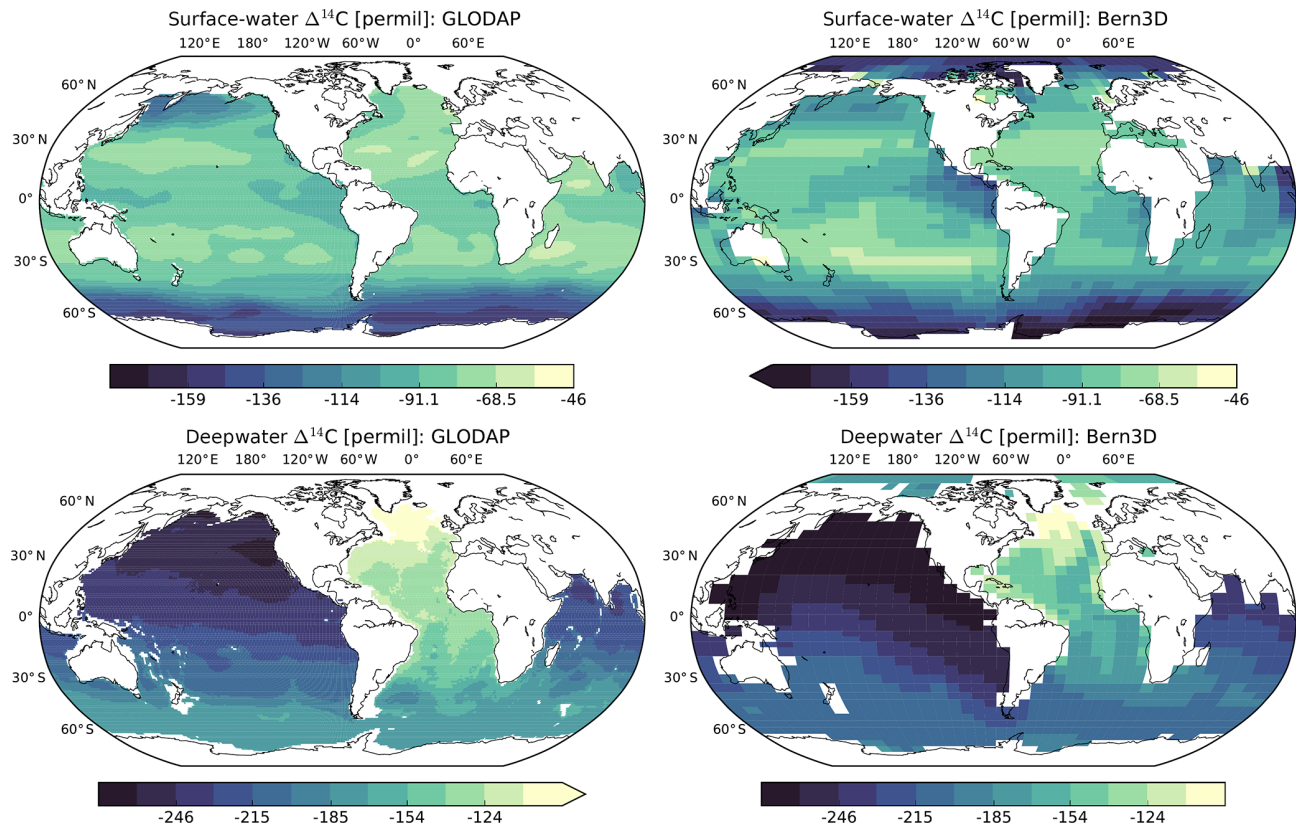 Surface-water Δ¹⁴C [permil]: GLODAP
120°E 180° 120°W 60°W 0° 60°E
60° N
30° N
0°
30°S
60°S
-159 -136 -114 -91.1 -68.5 -46
Surface-water Δ¹⁴C [permil]: Bern3D
120°E 180° 120°W 60°W 0° 60°E
60° N
30° N
0°
30°S
60°S
-159 -136 -114 -91.1 -68.5 -46
Deepwater Δ¹⁴C [permil]: GLODAP
120°E 180° 120°W 60°W 0° 60°E
60° N
30° N
0°
30°S
60°S
-246 -215 -185 -154 -124
Deepwater Δ¹⁴C [permil]: Bern3D
120°E 180° 120°W 60°W 0° 60°E
60° N
30° N
0°
30°S
60°S
-246 -215 -185 -154 -124